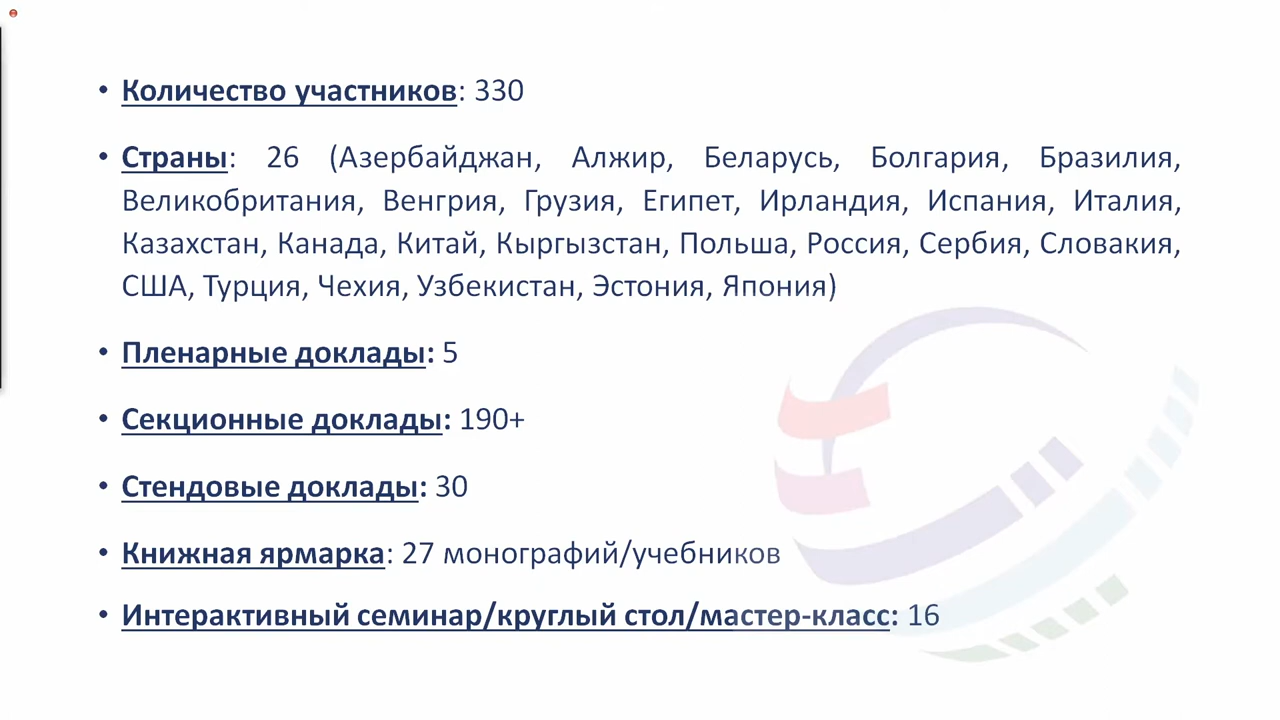 • Количество участников: 330
• Страны: 26 (Азербайджан, Алжир, Беларусь, Болгария, Бразилия,
Великобритания, Венгрия, Грузия, Египет, Ирландия, Испания, Италия,
Казахстан, Канада, Китай, Кыргызстан, Польша, Россия, Сербия, Словакия,
США, Турция, Чехия, Узбекистан, Эстония, Япония)
• Пленарные доклады: 5
• Секционные доклады: 190+
• Стендовые доклады: 30
• Книжная ярмарка: 27 монографий/учебников
• Интерактивный семинар/круглый стол/мастер-класс: 16